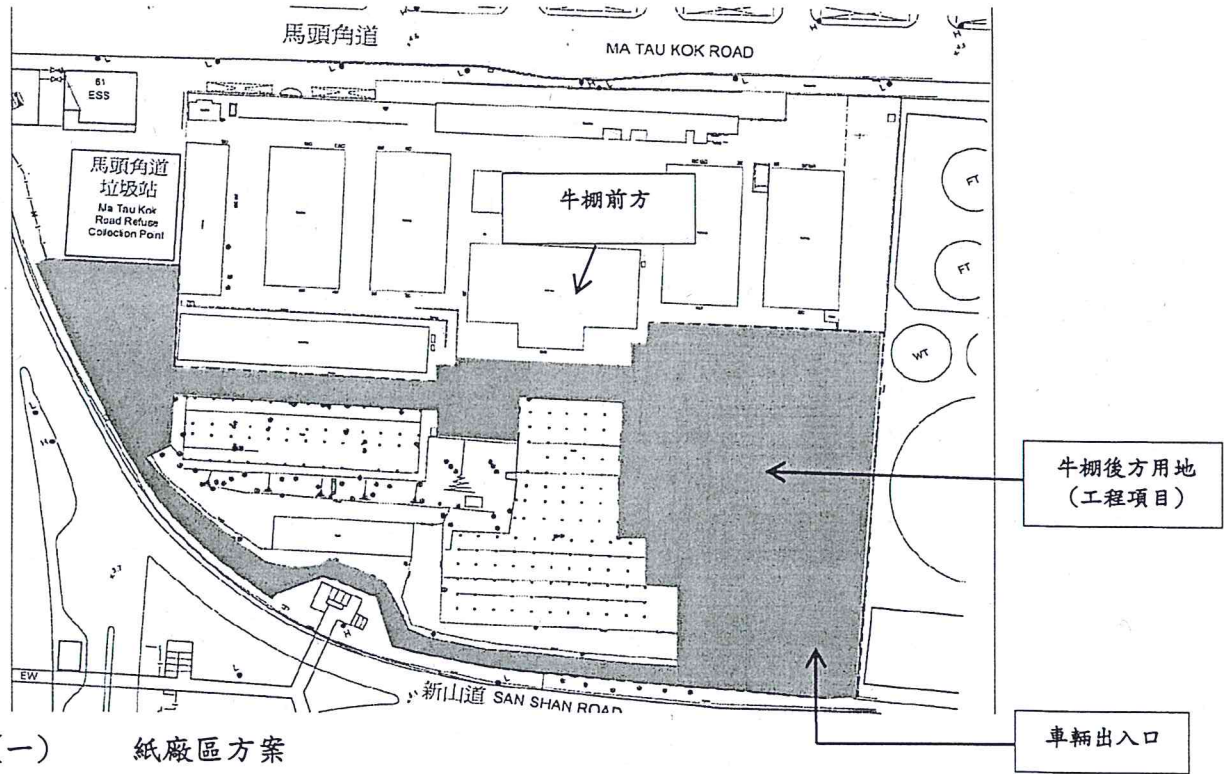 馬頭角道
MA TAU KOK ROAD
61
ESS
馬頭角道
垃圾站
Ma Tau Kok
Road Refuse
Collection Point
牛棚前方
FT
FT
WT
牛棚後方用地
(工程項目)
EW
新山道 SAN SHAN ROAD
車輛出入口
(一) 紙廠區方案